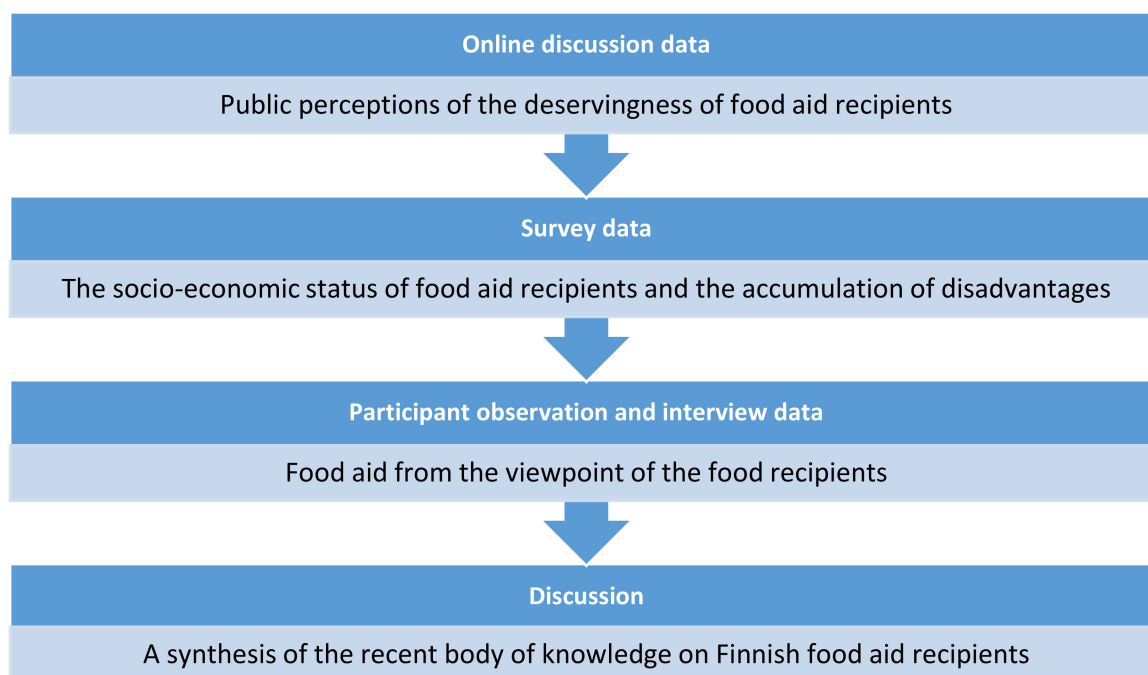 Online discussion data
Public perceptions of the deservingness of food aid recipients
Survey data
The socio-economic status of food aid recipients and the accumulation of disadvantages
Participant observation and interview data
Food aid from the viewpoint of the food recipients
Discussion
A synthesis of the recent body of knowledge on Finnish food aid recipients